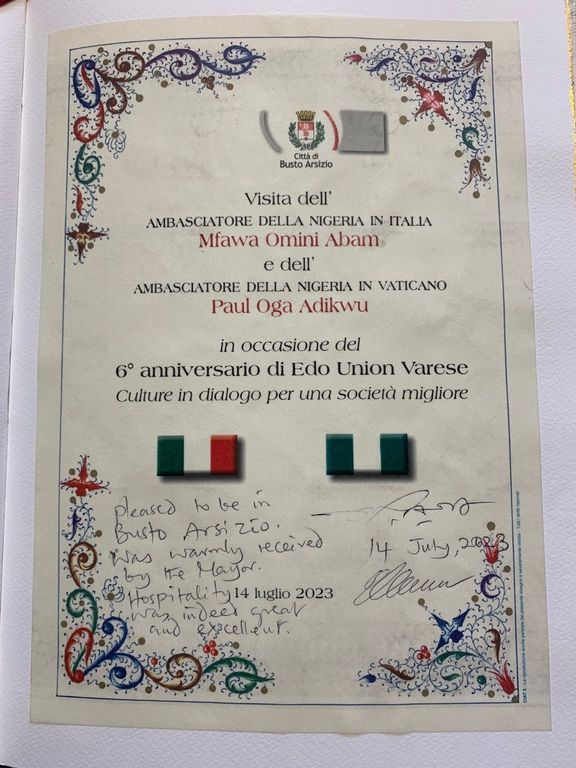 Città di
Busto Arsizio
Visita dell'
AMBASCIATORE DELLA NIGERIA IN ITALIA
Mfawa Omini Abam
e dell'
AMBASCIATORE DELLA NIGERIA IN VATICANO
Paul Oga Adikwu
in occasione del
6° anniversario di Edo Union Varese
Culture in dialogo per una società migliore
pleased to be in
Busto Arsizio.
was warmly received
by the Mayor.
Hospitality
was indeed great
and excellent.
14 July, 2023
14 luglio 2023